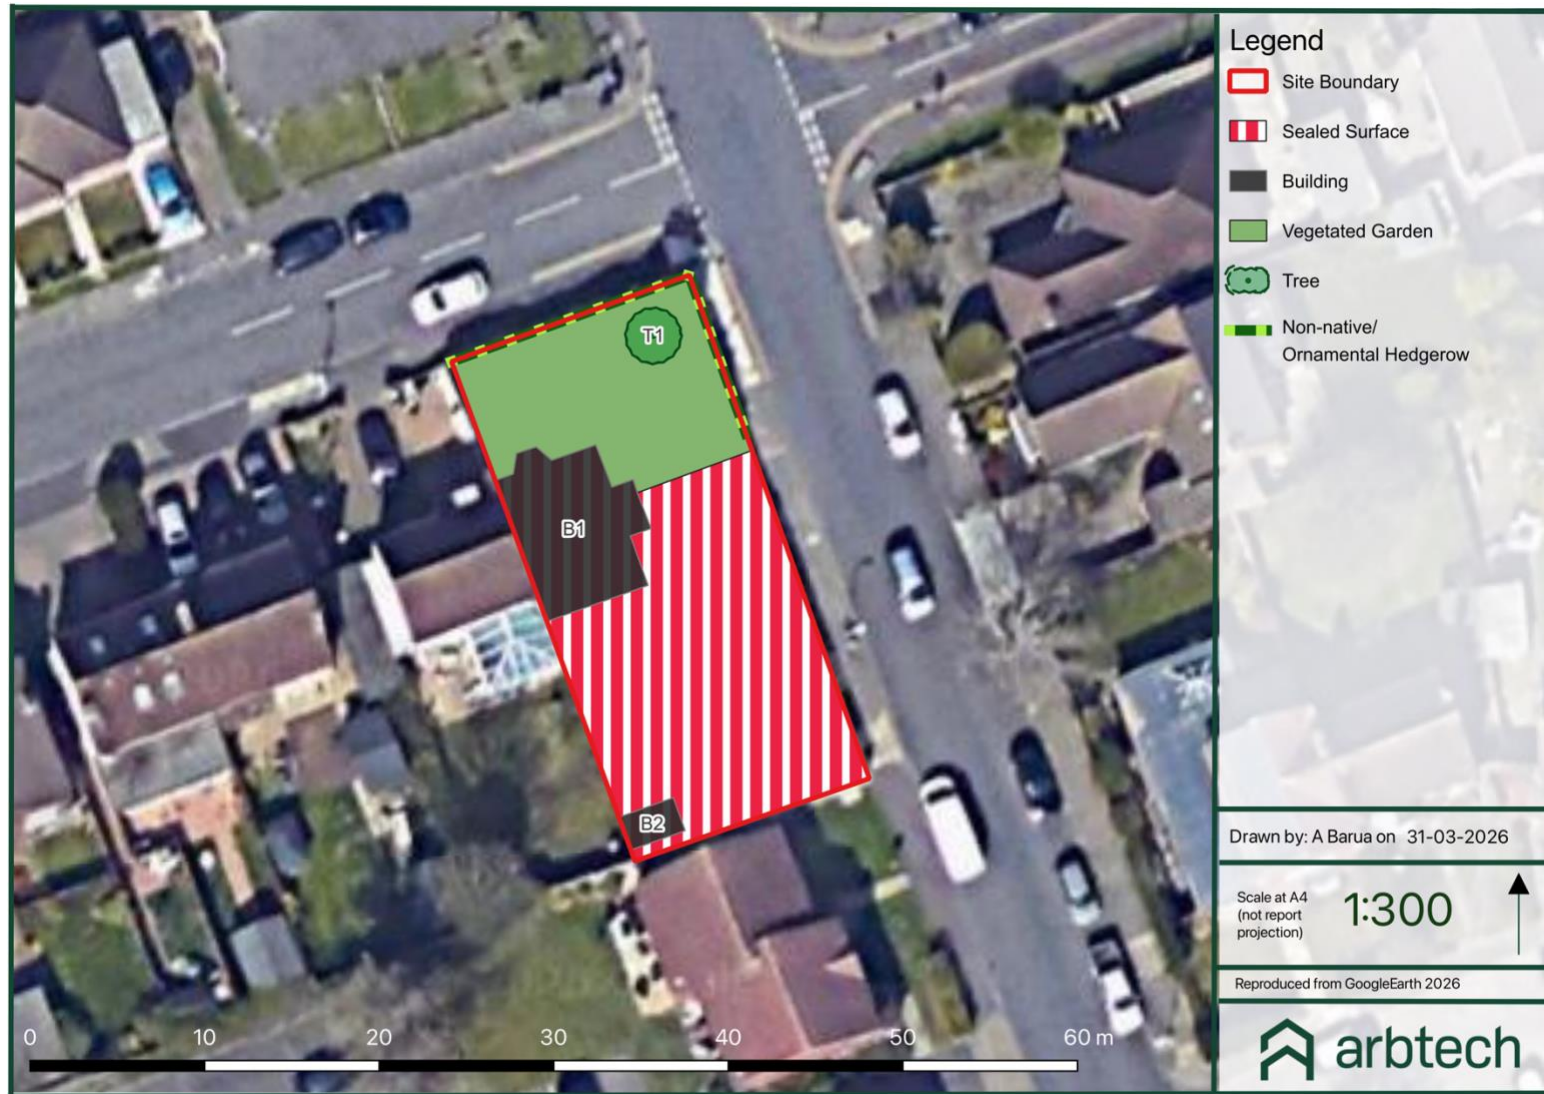 Legend
Site Boundary
Sealed Surface
Building
Vegetated Garden
Tree
Non-native/
Ornamental Hedgerow
T1
B1
B2
0 10 20 30 40 50 60 m
Drawn by: A Barua on 31-03-2026
Scale at A4
(not report
projection)
1:300
Reproduced from GoogleEarth 2026
arbtech